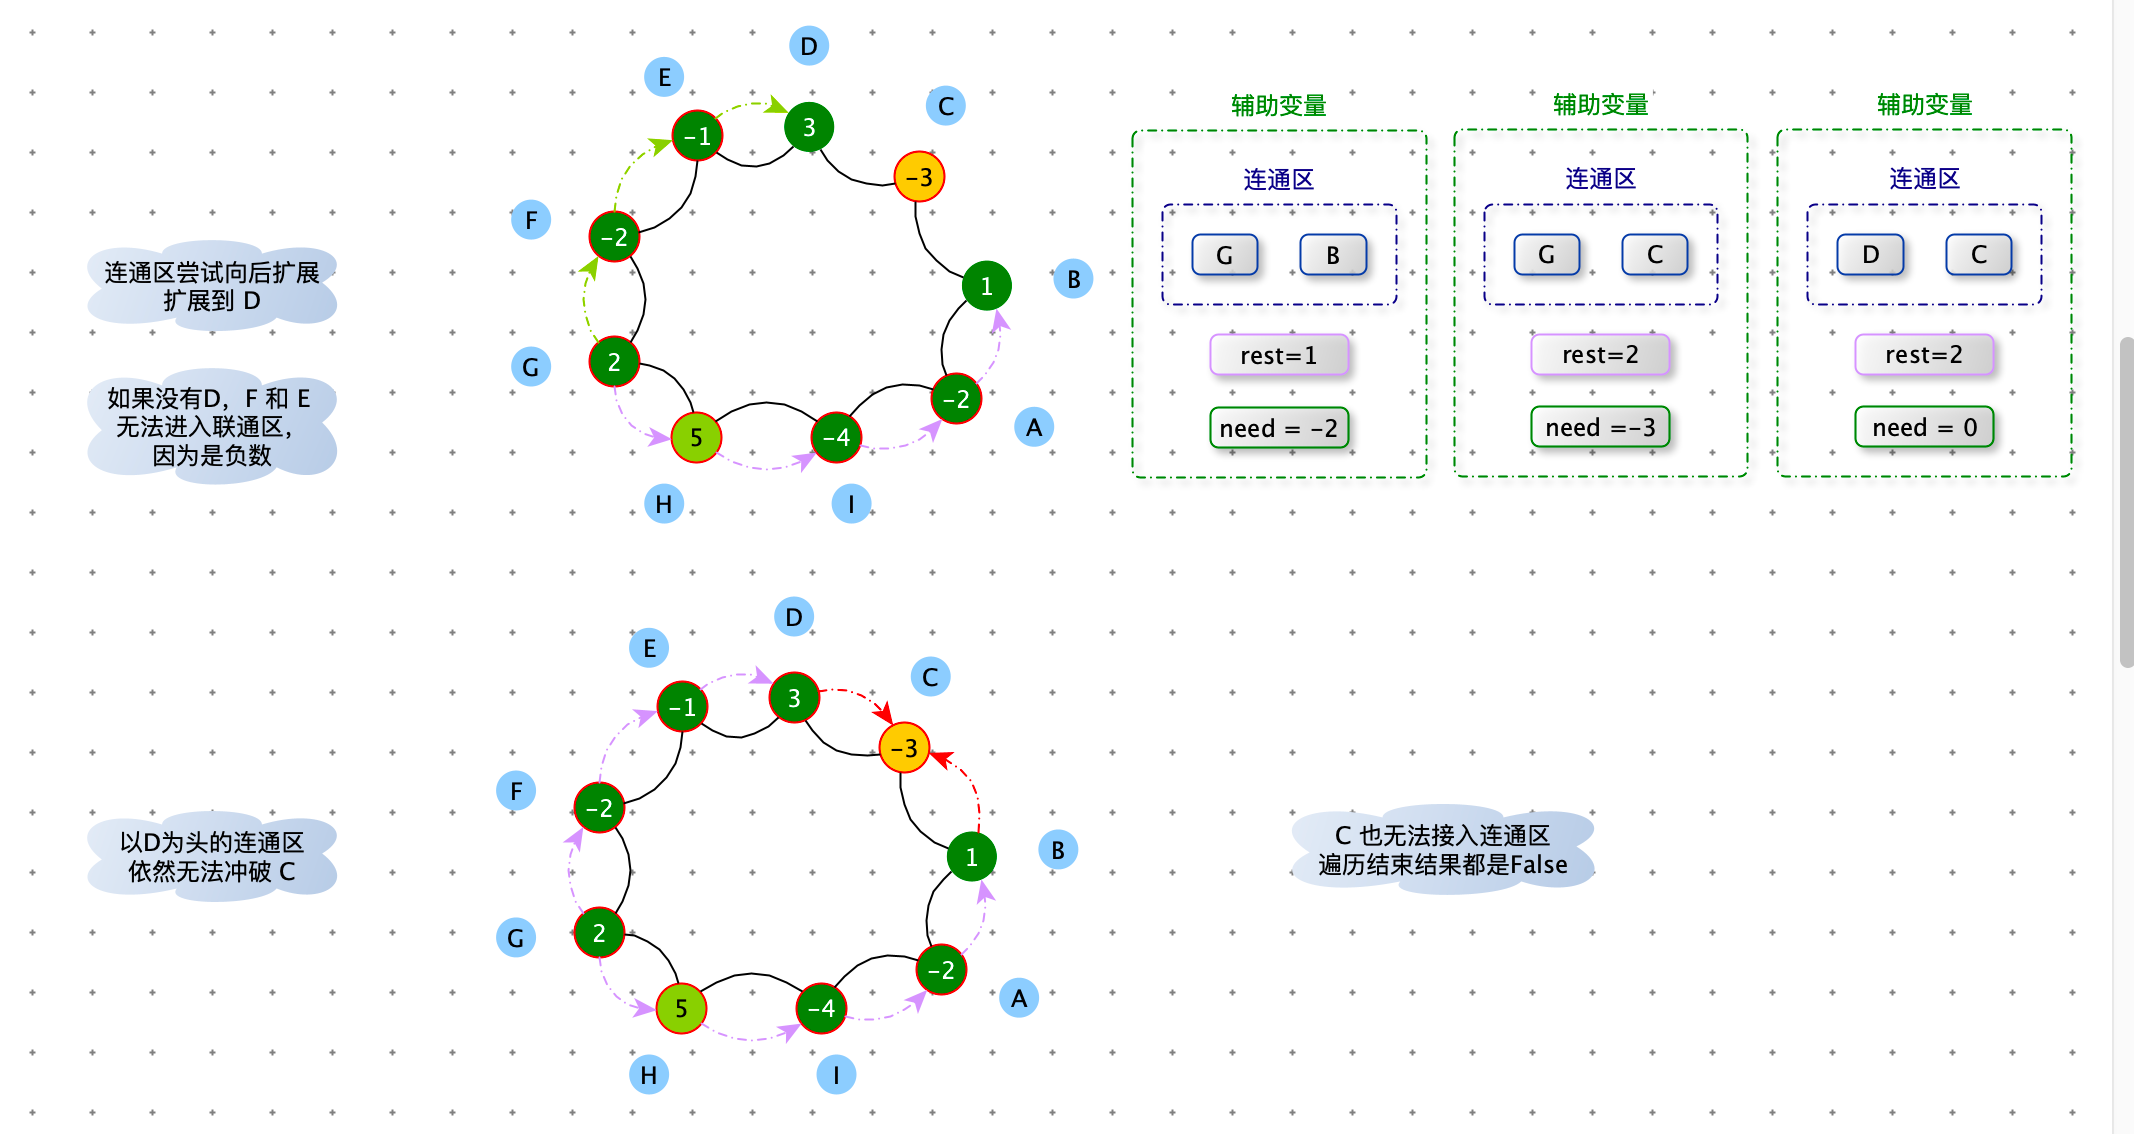 D
E
C
-1
3
-3
F
-2
1
B
G
2
5
-4
-2
A
H
I
连通区尝试向后扩展
扩展到 D
如果没有D，F 和 E
无法进入联通区，
因为是负数
辅助变量
连通区
G B
rest=1
need = -2
辅助变量
连通区
G C
rest=2
need =-3
辅助变量
连通区
D C
rest=2
need = 0
D
E
C
-1
3
-3
F
-2
1
B
G
2
5
-4
-2
A
H
I
以D为头的连通区
依然无法冲破 C
C 也无法接入连通区
遍历结束结果都是False